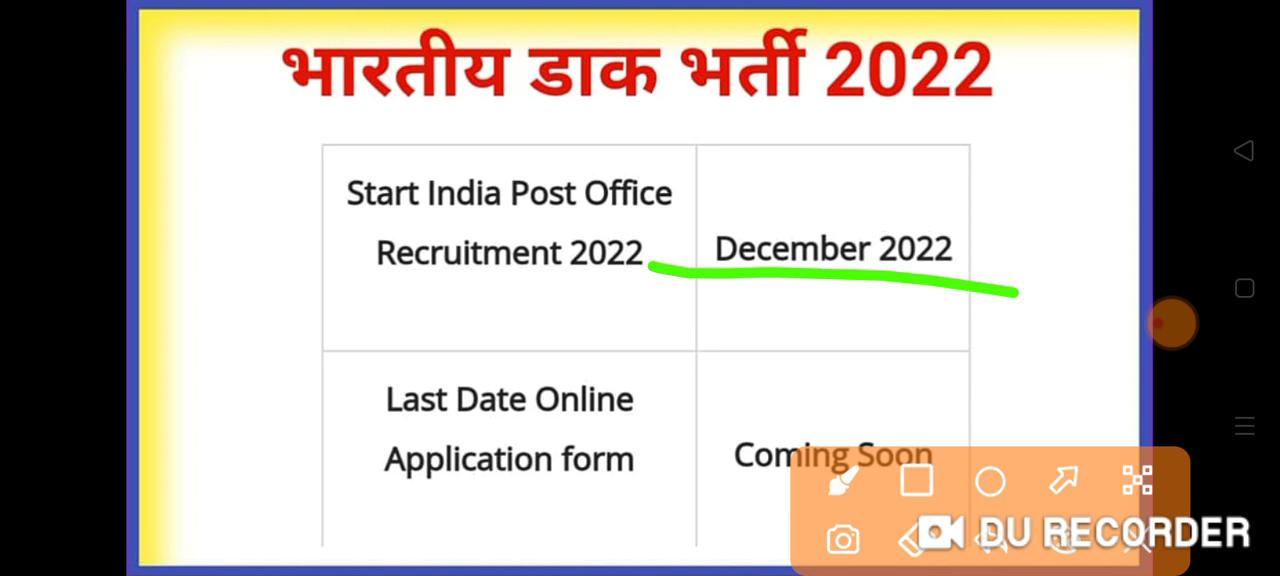 भारतीय डाक भर्ती 2022
Start India Post Office
Recruitment 2022
December 2022
Last Date Online
Application form
Coming Soon
DU RECORDER